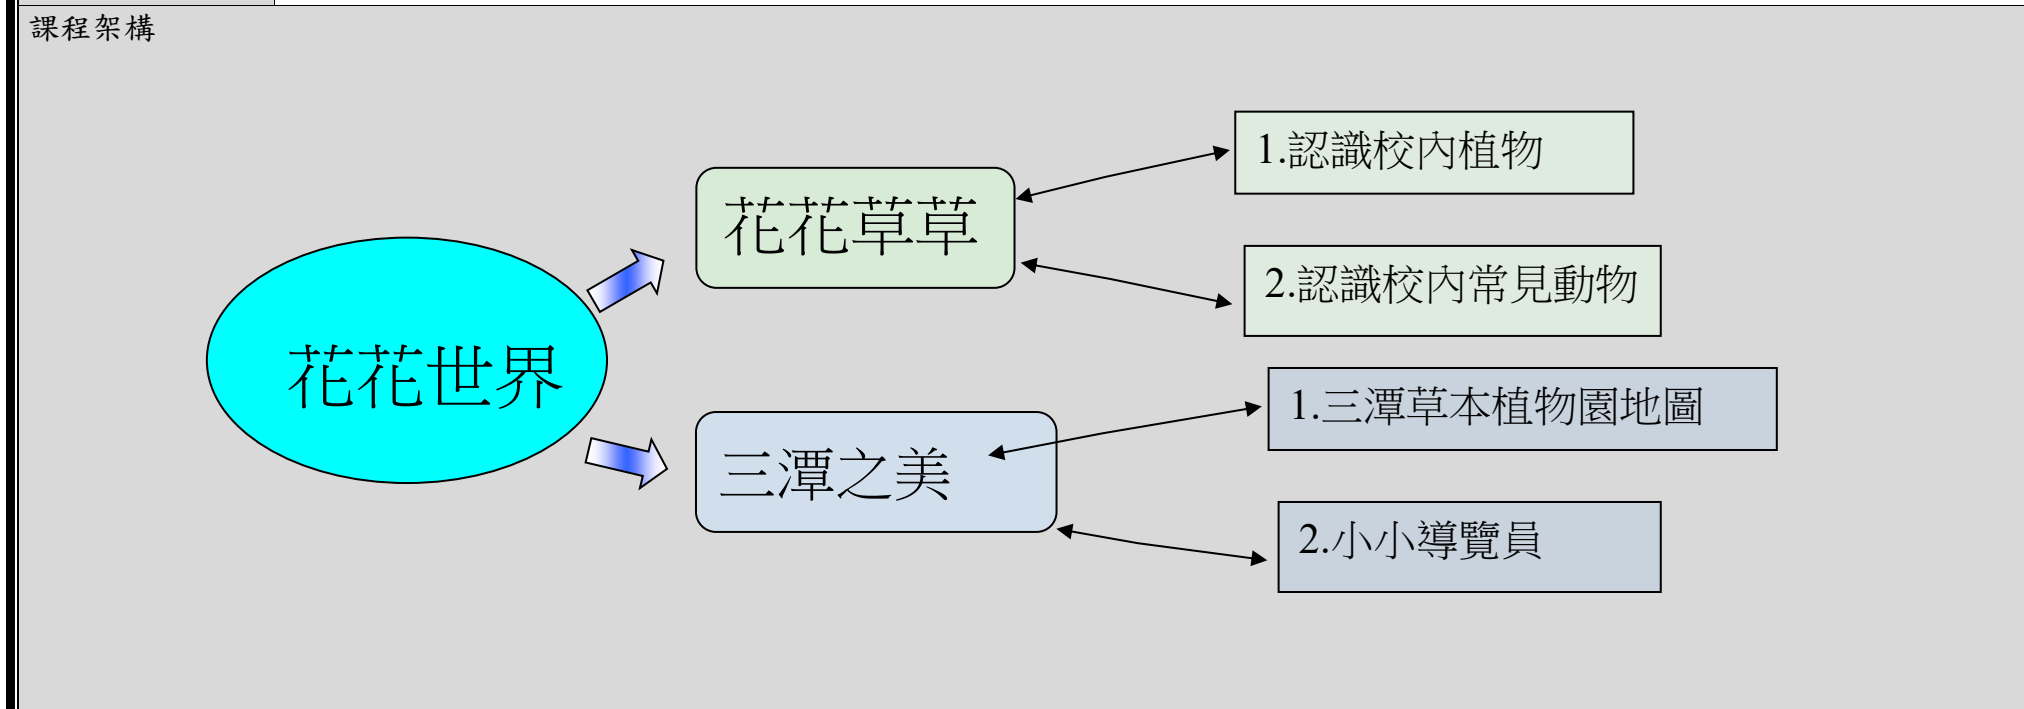 課程架構
花花世界
花花草草
1.認識校內植物
2.認識校內常見動物
三潭之美
1.三潭草本植物園地圖
2.小小導覽員